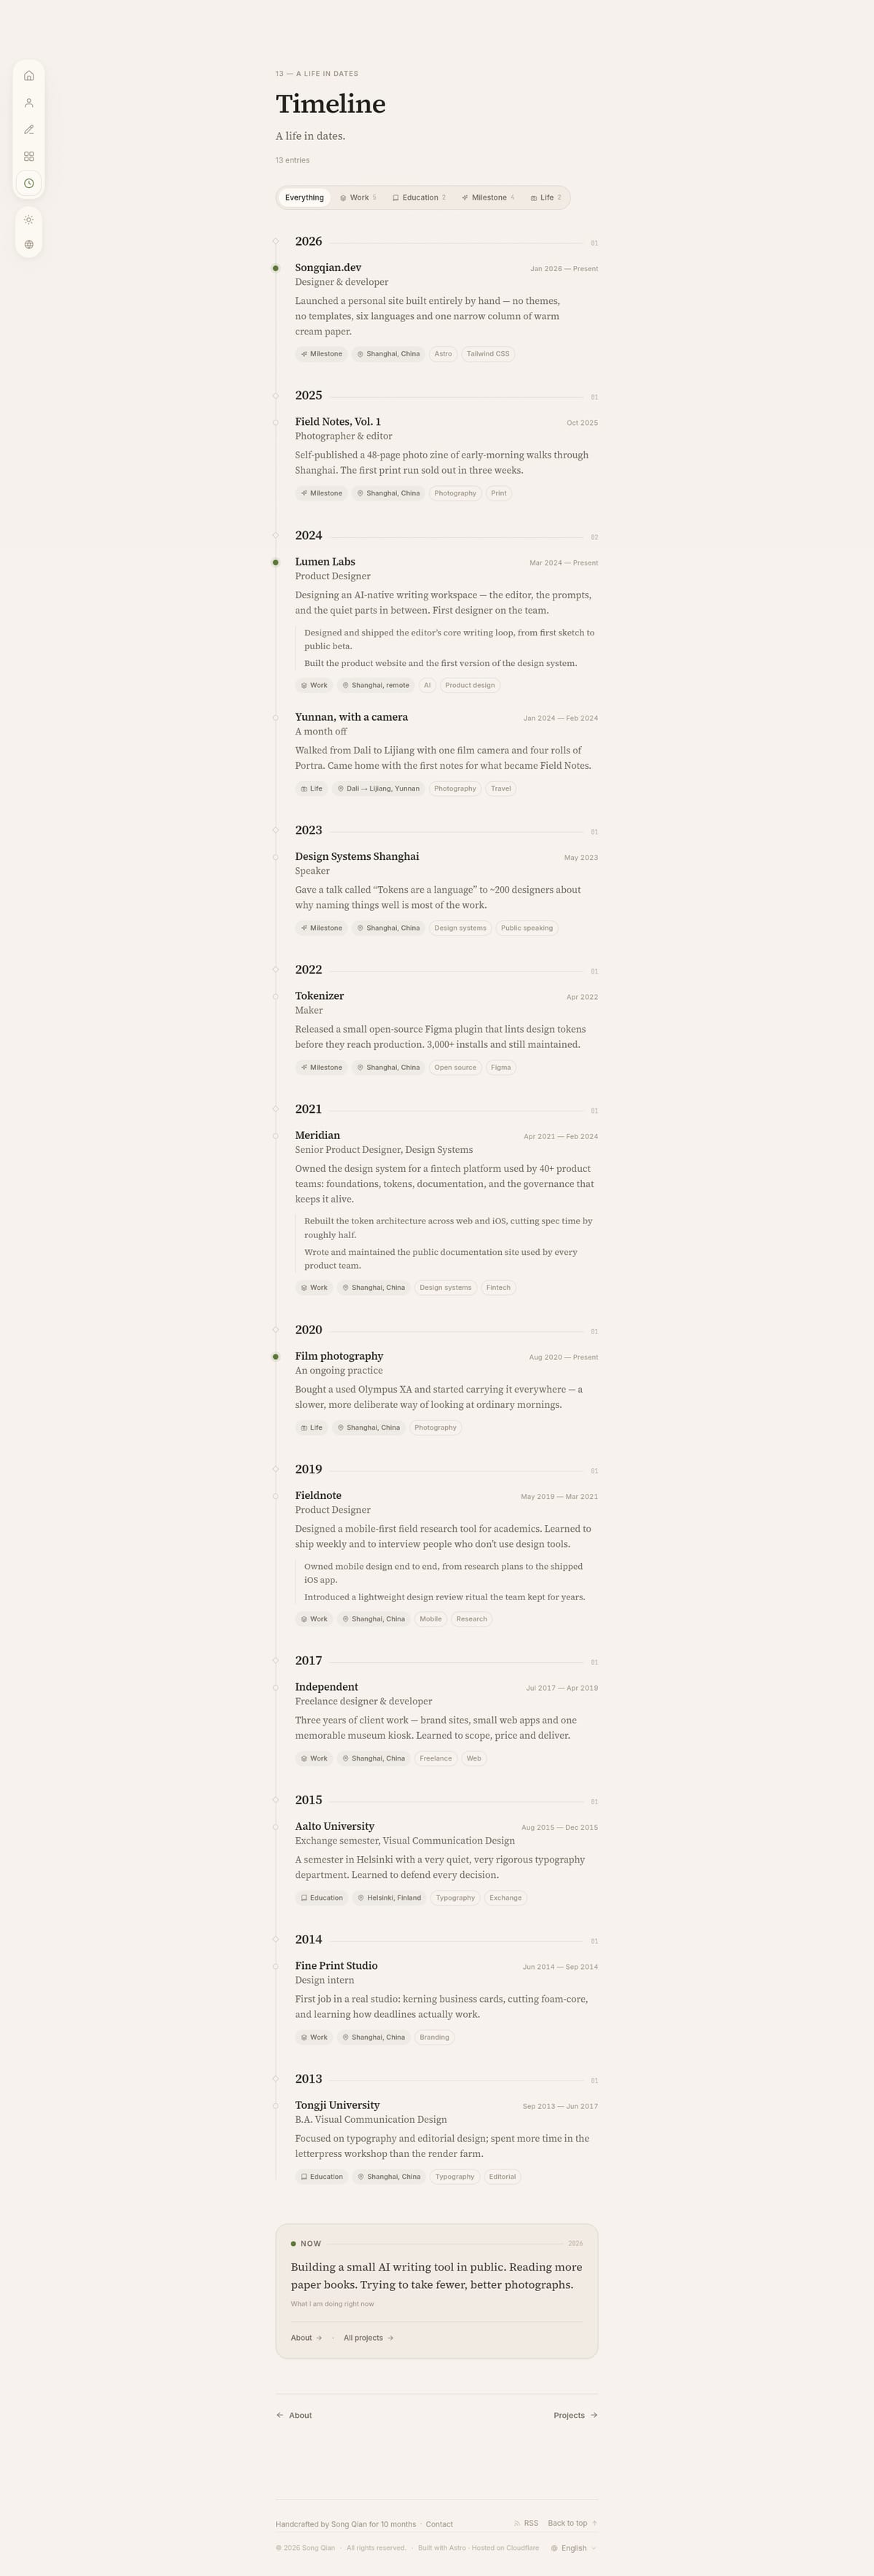 13 — A LIFE IN DATES
Timeline
A life in dates.
13 entries
Everything Work 5 Education 2 Milestone 4 Life 2
2026 01
Songqian.dev Jan 2026 — Present
Designer & developer
Launched a personal site built entirely by hand — no themes,
no templates, six languages and one narrow column of warm
cream paper.
Milestone Shanghai, China Astro Tailwind CSS
2025 01
Field Notes, Vol. 1 Oct 2025
Photographer & editor
Self-published a 48-page photo zine of early-morning walks through
Shanghai. The first print run sold out in three weeks.
Milestone Shanghai, China Photography Print
2024 02
Lumen Labs Mar 2024 — Present
Product Designer
Designing an AI-native writing workspace — the editor, the prompts,
and the quiet parts in between. First designer on the team.
Designed and shipped the editor's core writing loop, from first sketch to
public beta.
Built the product website and the first version of the design system.
Work Shanghai, remote AI Product design
Yunnan, with a camera Jan 2024 — Feb 2024
A month off
Walked from Dali to Lijiang with one film camera and four rolls of
Portra. Came home with the first notes for what became Field Notes.
Life Dali → Lijiang, Yunnan Photography Travel
2023 01
Design Systems Shanghai May 2023
Speaker
Gave a talk called “Tokens are a language” to ~200 designers about
why naming things well is most of the work.
Milestone Shanghai, China Design systems Public speaking
2022 01
Tokenizer Apr 2022
Maker
Released a small open-source Figma plugin that lints design tokens
before they reach production. 3,000+ installs and still maintained.
Milestone Shanghai, China Open source Figma
2021 01
Meridian Apr 2021 — Feb 2024
Senior Product Designer, Design Systems
Owned the design system for a fintech platform used by 40+ product
teams: foundations, tokens, documentation, and the governance that
keeps it alive.
Rebuilt the token architecture across web and iOS, cutting spec time by
roughly half.
Wrote and maintained the public documentation site used by every
product team.
Work Shanghai, China Design systems Fintech
2020 01
Film photography Aug 2020 — Present
An ongoing practice
Bought a used Olympus XA and started carrying it everywhere — a
slower, more deliberate way of looking at ordinary mornings.
Life Shanghai, China Photography
2019 01
Fieldnote May 2019 — Mar 2021
Product Designer
Designed a mobile-first field research tool for academics. Learned to
ship weekly and to interview people who don't use design tools.
Owned mobile design end to end, from research plans to the shipped
iOS app.
Introduced a lightweight design review ritual the team kept for years.
Work Shanghai, China Mobile Research
2017 01
Independent Jul 2017 — Apr 2019
Freelance designer & developer
Three years of client work — brand sites, small web apps and one
memorable museum kiosk. Learned to scope, price and deliver.
Work Shanghai, China Freelance Web
2015 01
Aalto University Aug 2015 — Dec 2015
Exchange semester, Visual Communication Design
A semester in Helsinki with a very quiet, very rigorous typography
department. Learned to defend every decision.
Education Helsinki, Finland Typography Exchange
2014 01
Fine Print Studio Jun 2014 — Sep 2014
Design intern
First job in a real studio: kerning business cards, cutting foam-core,
and learning how deadlines actually work.
Work Shanghai, China Branding
2013 01
Tongji University Sep 2013 — Jun 2017
B.A. Visual Communication Design
Focused on typography and editorial design; spent more time in the
letterpress workshop than the render farm.
Education Shanghai, China Typography Editorial
NOW 2026
Building a small AI writing tool in public. Reading more
paper books. Trying to take fewer, better photographs.
What I am doing right now
About → · All projects →
← About Projects →
Handcrafted by Song Qian for 10 months · Contact RSS Back to top ↑
© 2026 Song Qian · All rights reserved. · Built with Astro · Hosted on Cloudflare English